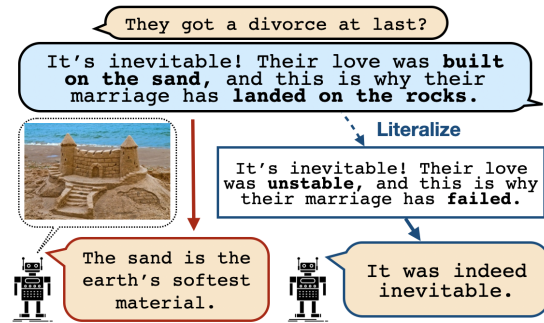 They got a divorce at last?
It's inevitable! Their love was built
on the sand, and this is why their
marriage has landed on the rocks.
Literalize
It's inevitable! Their love
was unstable, and this is why
their marriage has failed.
The sand is the
earth's softest
material.
It was indeed
inevitable.